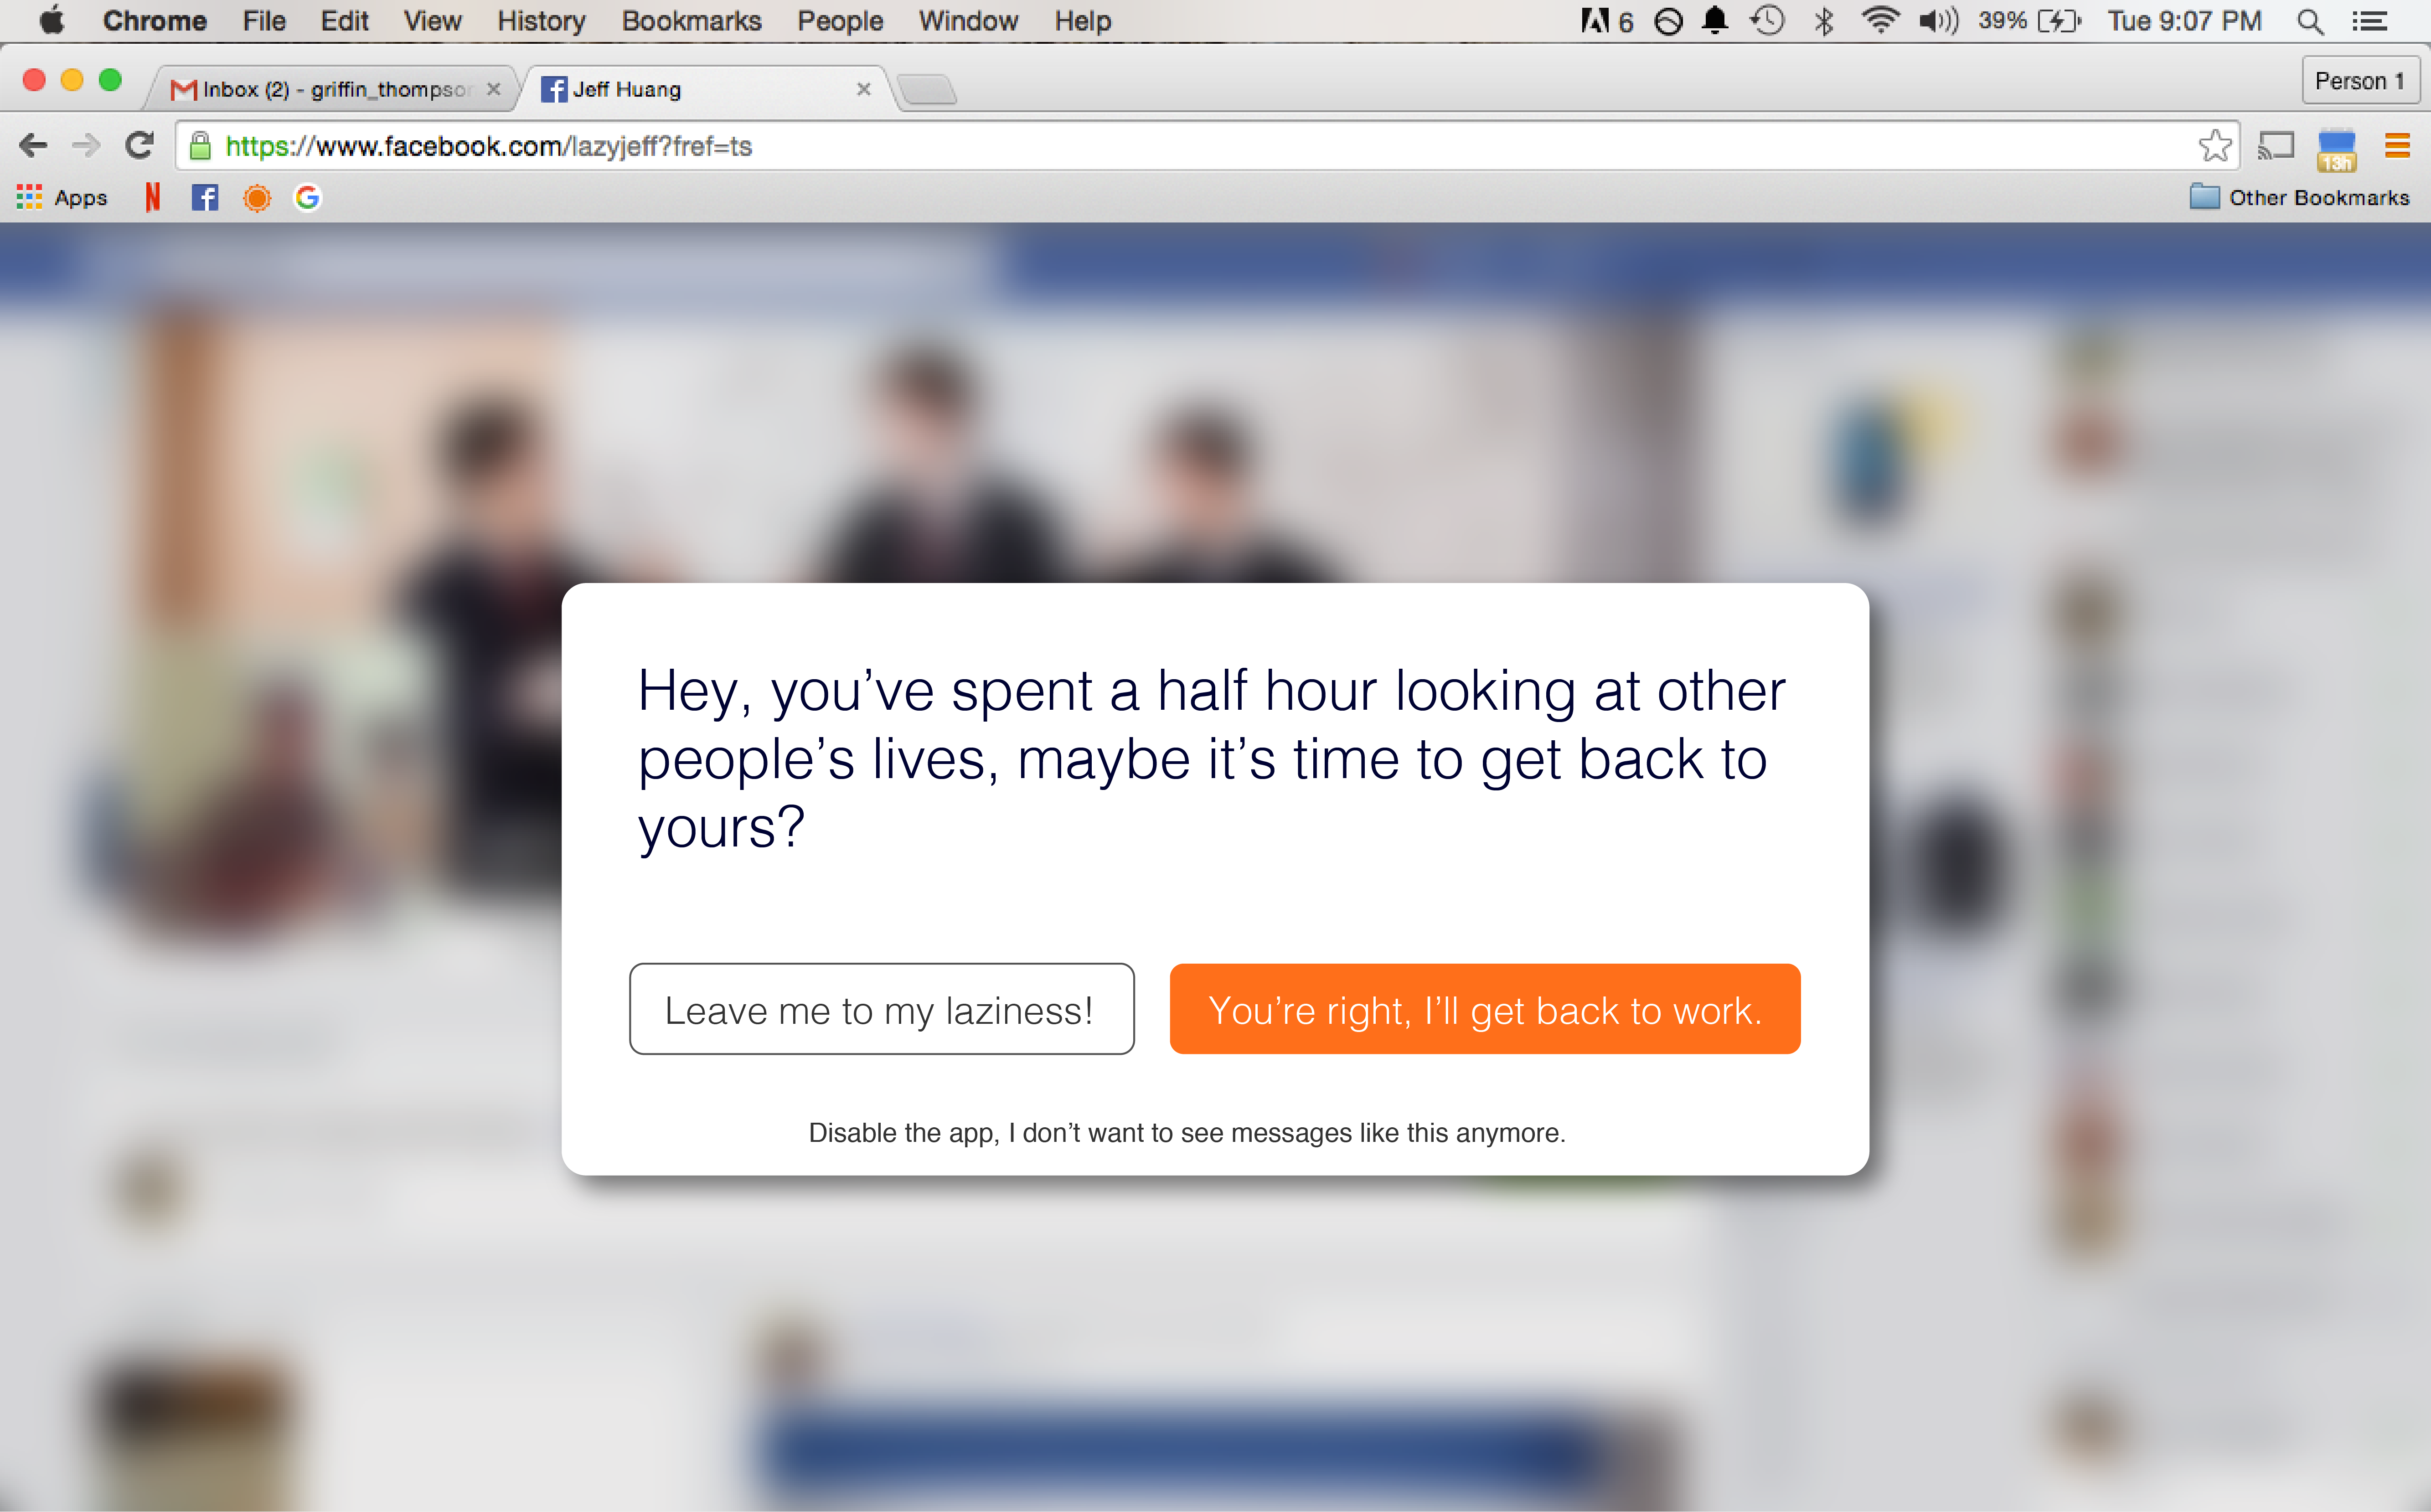 Chrome File Edit View History Bookmarks People Window Help 6 39% Tue 9:07 PM
Inbox (2) - griffin_thompson Jeff Huang Person 1
https://www.facebook.com/lazyjeff?fref=ts 13h
Apps Other Bookmarks
Hey, you’ve spent a half hour looking at other
people’s lives, maybe it’s time to get back to
yours?
Leave me to my laziness! You’re right, I’ll get back to work.
Disable the app, I don’t want to see messages like this anymore.